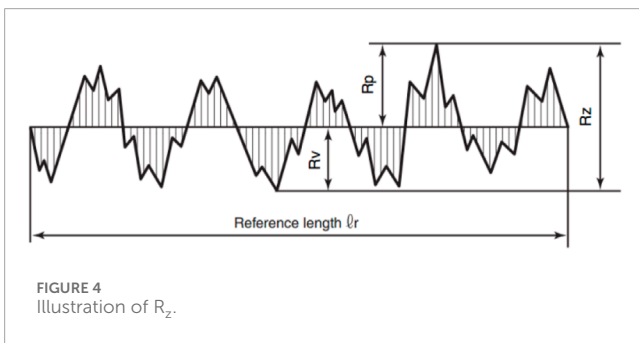 Rp
Rz
Rv
Reference length ℓr
FIGURE 4
Illustration of Rz.